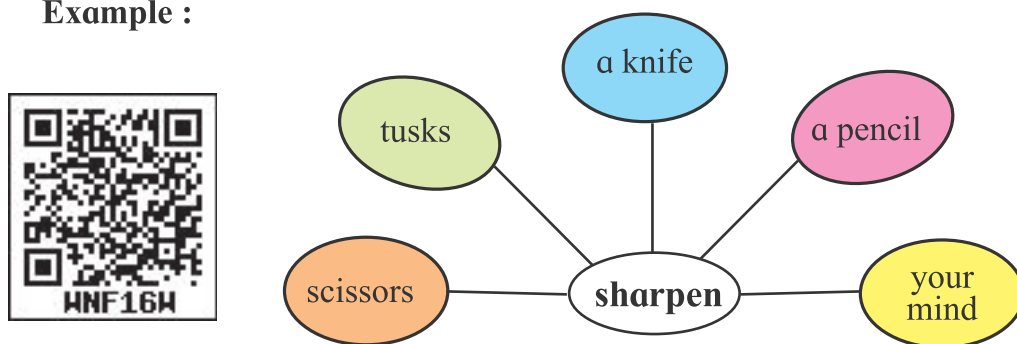 Example :
a knife
tusks
a pencil
scissors
sharpen
your
mind
WNF16W